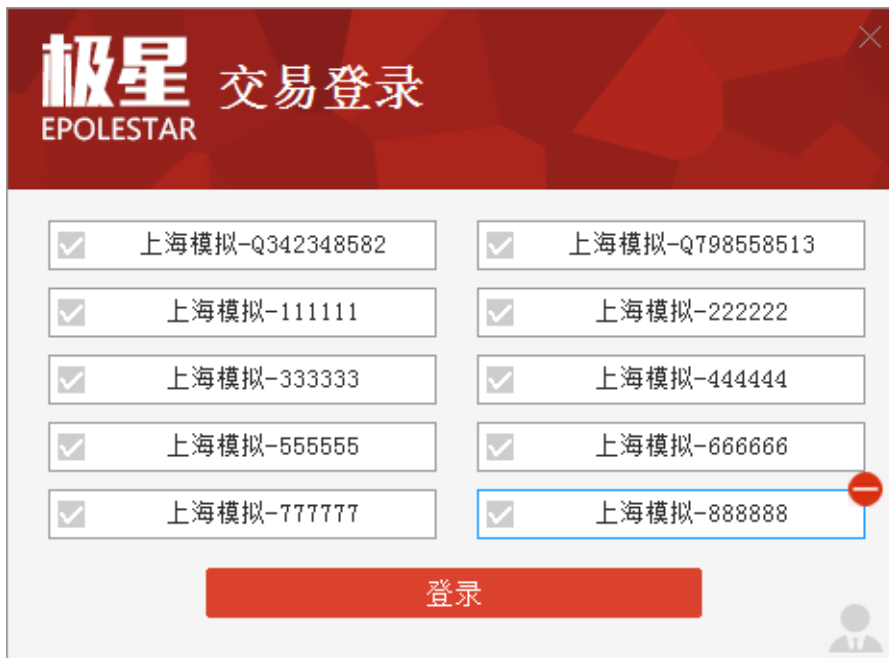 极星
EPOLESTAR
交易登录
上海模拟-Q342348582
上海模拟-Q798558513
上海模拟-111111
上海模拟-222222
上海模拟-333333
上海模拟-444444
上海模拟-555555
上海模拟-666666
上海模拟-777777
上海模拟-888888
登录